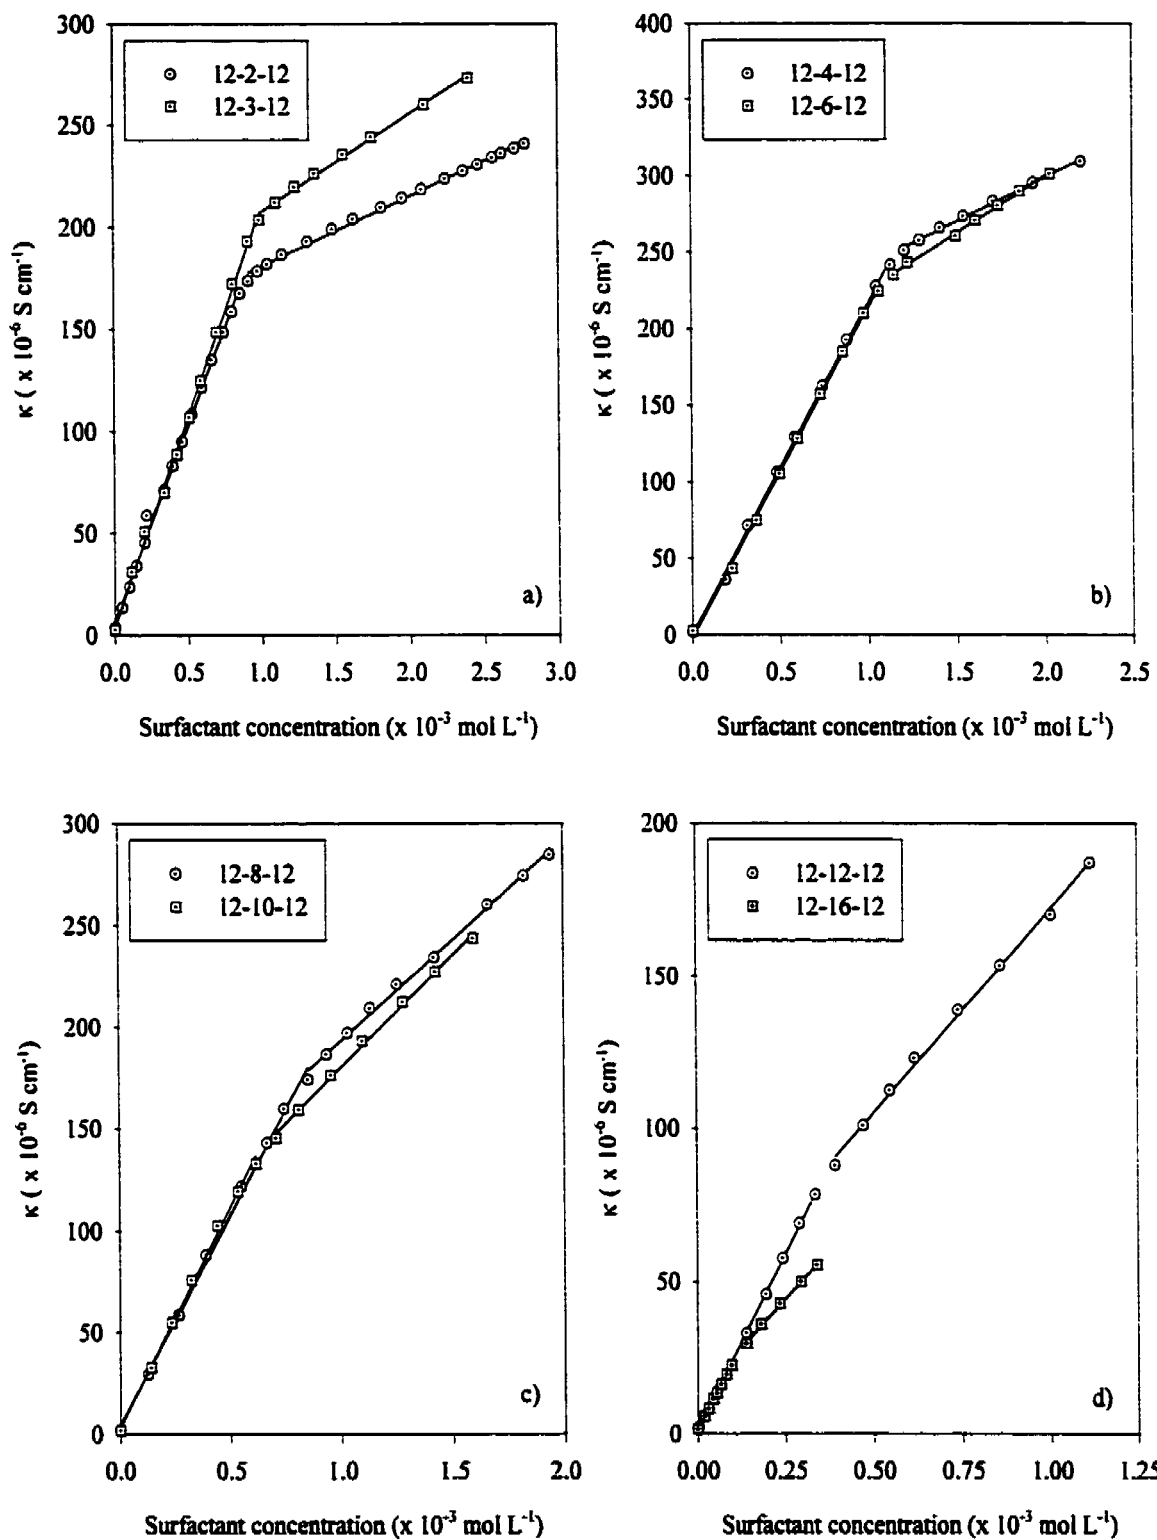 300
250
200
150
100
50
0
κ ( x 10⁻⁶ S cm⁻¹)
12-2-12
12-3-12
a)
0.0 0.5 1.0 1.5 2.0 2.5 3.0
Surfactant concentration (x 10⁻³ mol L⁻¹)
400
350
300
250
200
150
100
50
0
κ ( x 10⁻⁶ S cm⁻¹)
12-4-12
12-6-12
b)
0.0 0.5 1.0 1.5 2.0 2.5
Surfactant concentration (x 10⁻³ mol L⁻¹)
300
250
200
150
100
50
0
κ ( x 10⁻⁶ S cm⁻¹)
12-8-12
12-10-12
c)
0.0 0.5 1.0 1.5 2.0
Surfactant concentration (x 10⁻³ mol L⁻¹)
200
150
100
50
0
κ ( x 10⁻⁶ S cm⁻¹)
12-12-12
12-16-12
d)
0.00 0.25 0.50 0.75 1.00 1.25
Surfactant concentration (x 10⁻³ mol L⁻¹)